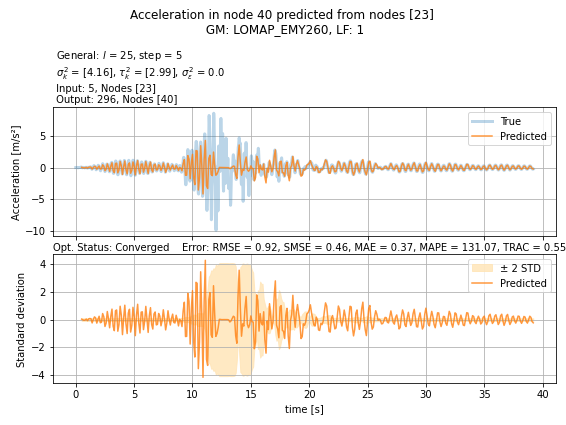 Acceleration in node 40 predicted from nodes [23]
GM: LOMAP_EMY260, LF: 1
General: l = 25, step = 5
σ²_k = [4.16], τ²_k = [2.99], σ²_ε = 0.0
Input: 5, Nodes [23]
Output: 296, Nodes [40]
True
Predicted
Acceleration [m/s²]
5
0
−5
−10
Opt. Status: Converged Error: RMSE = 0.92, SMSE = 0.46, MAE = 0.37, MAPE = 131.07, TRAC = 0.55
± 2 STD
Predicted
Standard deviation
4
2
0
−2
−4
0 5 10 15 20 25 30 35 40
time [s]